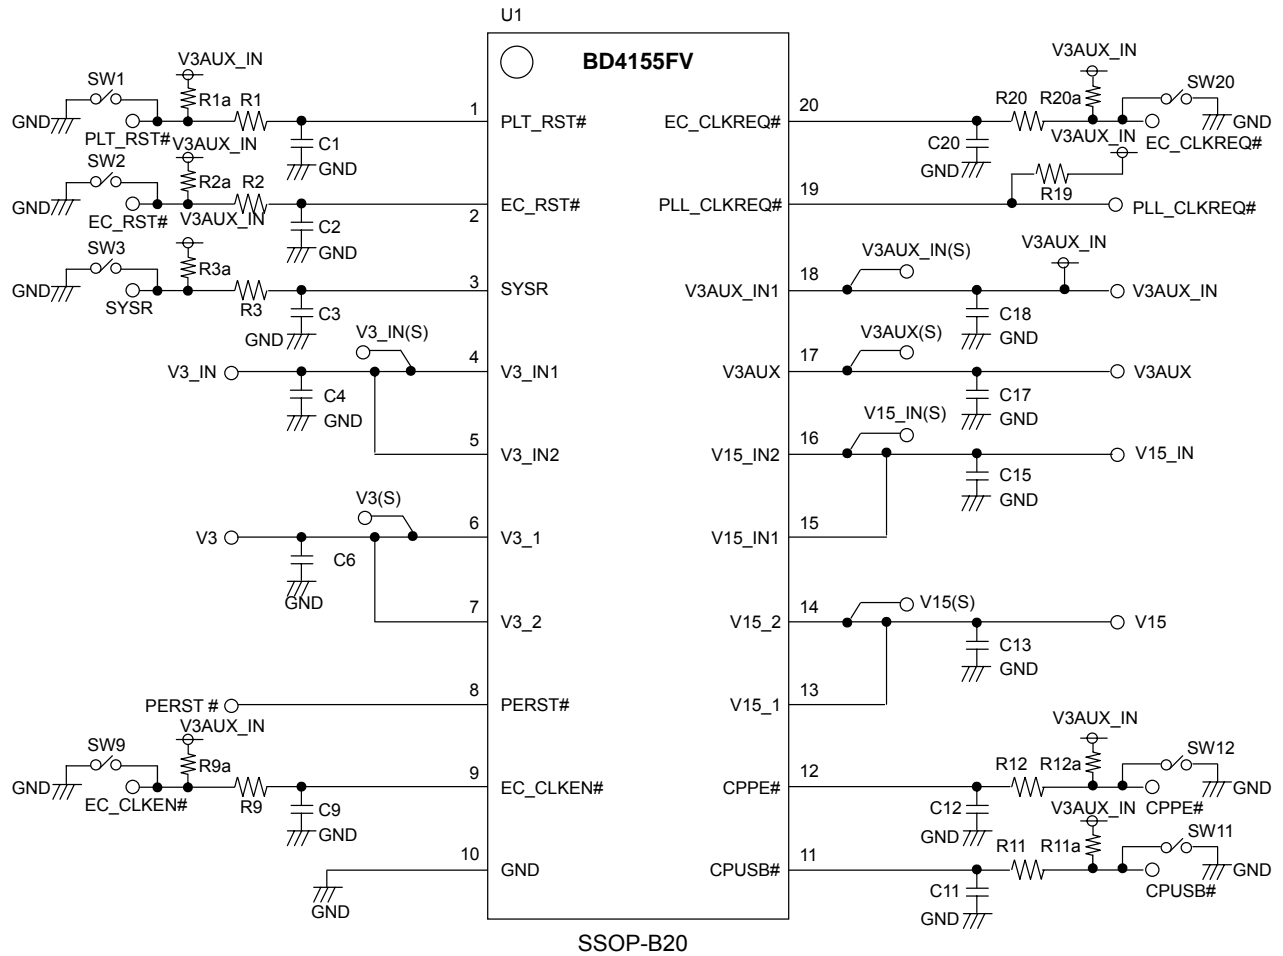 U1
BD4155FV
V3AUX_IN
SW1
R1a
R1
1
PLT_RST#
GND
PLT_RST#
C1
GND
V3AUX_IN
SW2
R2a
R2
2
EC_RST#
GND
EC_RST#
C2
GND
V3AUX_IN
SW3
R3a
R3
3
SYSR
GND
SYSR
C3
GND
V3_IN(S)
4
V3_IN
V3_IN1
C4
GND
5
V3_IN2
V3(S)
6
V3
V3_1
C6
GND
7
V3_2
8
PERST #
PERST#
V3AUX_IN
SW9
R9a
R9
9
EC_CLKEN#
GND
EC_CLKEN#
C9
GND
10
GND
GND
V3AUX_IN
SW20
R20
R20a
20
EC_CLKREQ#
C20
GND
GND
EC_CLKREQ#
V3AUX_IN
R19
19
PLL_CLKREQ#
PLL_CLKREQ#
V3AUX_IN(S)
V3AUX_IN
18
V3AUX_IN1
V3AUX_IN
C18
GND
V3AUX(S)
17
V3AUX
V3AUX
C17
GND
V15_IN(S)
16
V15_IN2
V15_IN
C15
GND
15
V15_IN1
V15(S)
14
V15_2
V15
C13
GND
13
V15_1
V3AUX_IN
SW12
R12
R12a
12
CPPE#
C12
GND
GND
CPPE#
V3AUX_IN
SW11
R11
R11a
11
CPUSB#
C11
GND
GND
CPUSB#
SSOP-B20